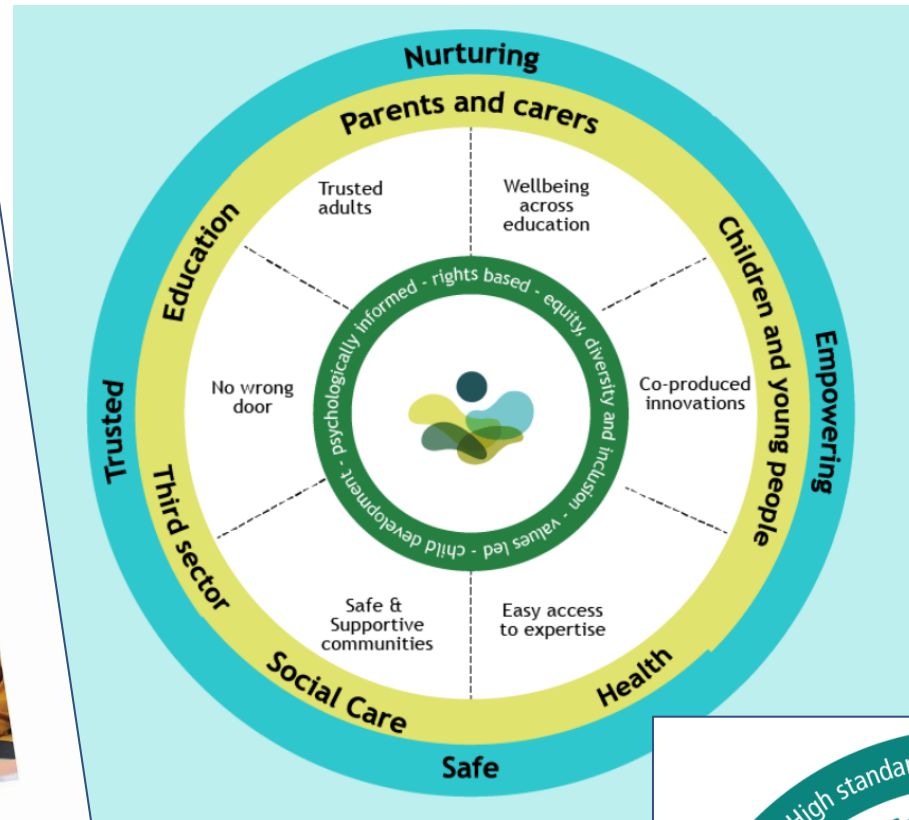 Nurturing
Parents and carers
Education
Children and young people
Trusted
Empowering
Third sector
Social Care
Health
Safe
Trusted
adults
Wellbeing
across
education
No wrong
door
Co-produced
innovations
Safe &
Supportive
communities
Easy access
to expertise
psychologically informed - rights based - equity, diversity and inclusion - values led - child development -
High standar